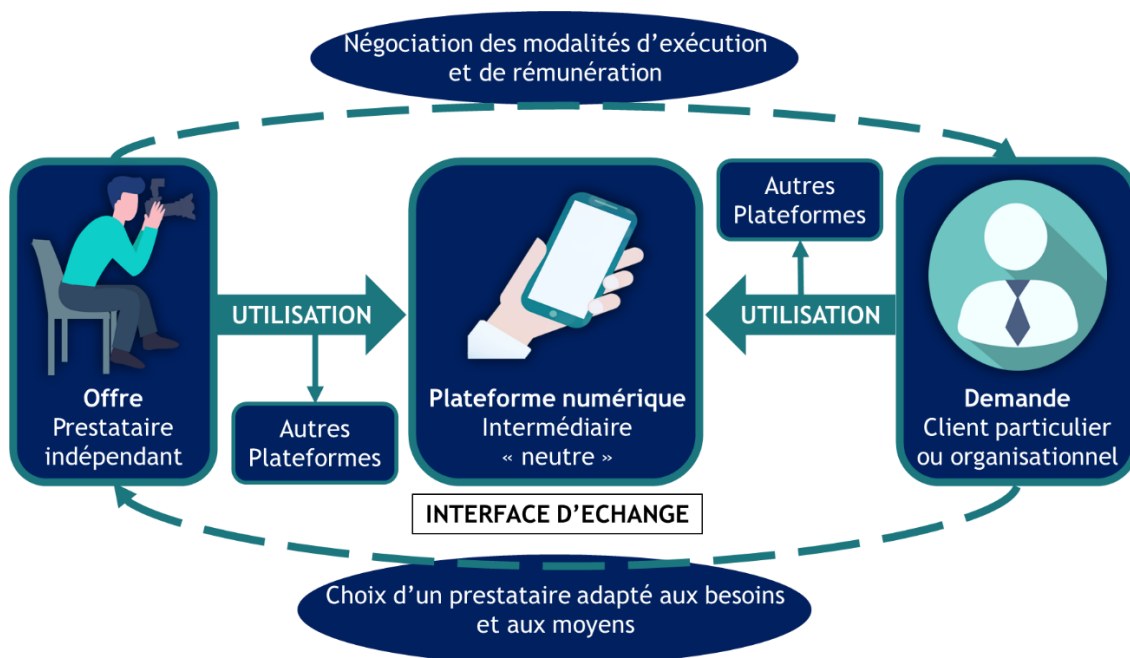 Négociation des modalités d'exécution
et de rémunération
Autres
Plateformes
UTILISATION
UTILISATION
Offre
Prestataire
indépendant
Autres
Plateformes
Plateforme numérique
Intermédiaire
« neutre »
Demande
Client particulier
ou organisationnel
INTERFACE D'ECHANGE
Choix d'un prestataire adapté aux besoins
et aux moyens